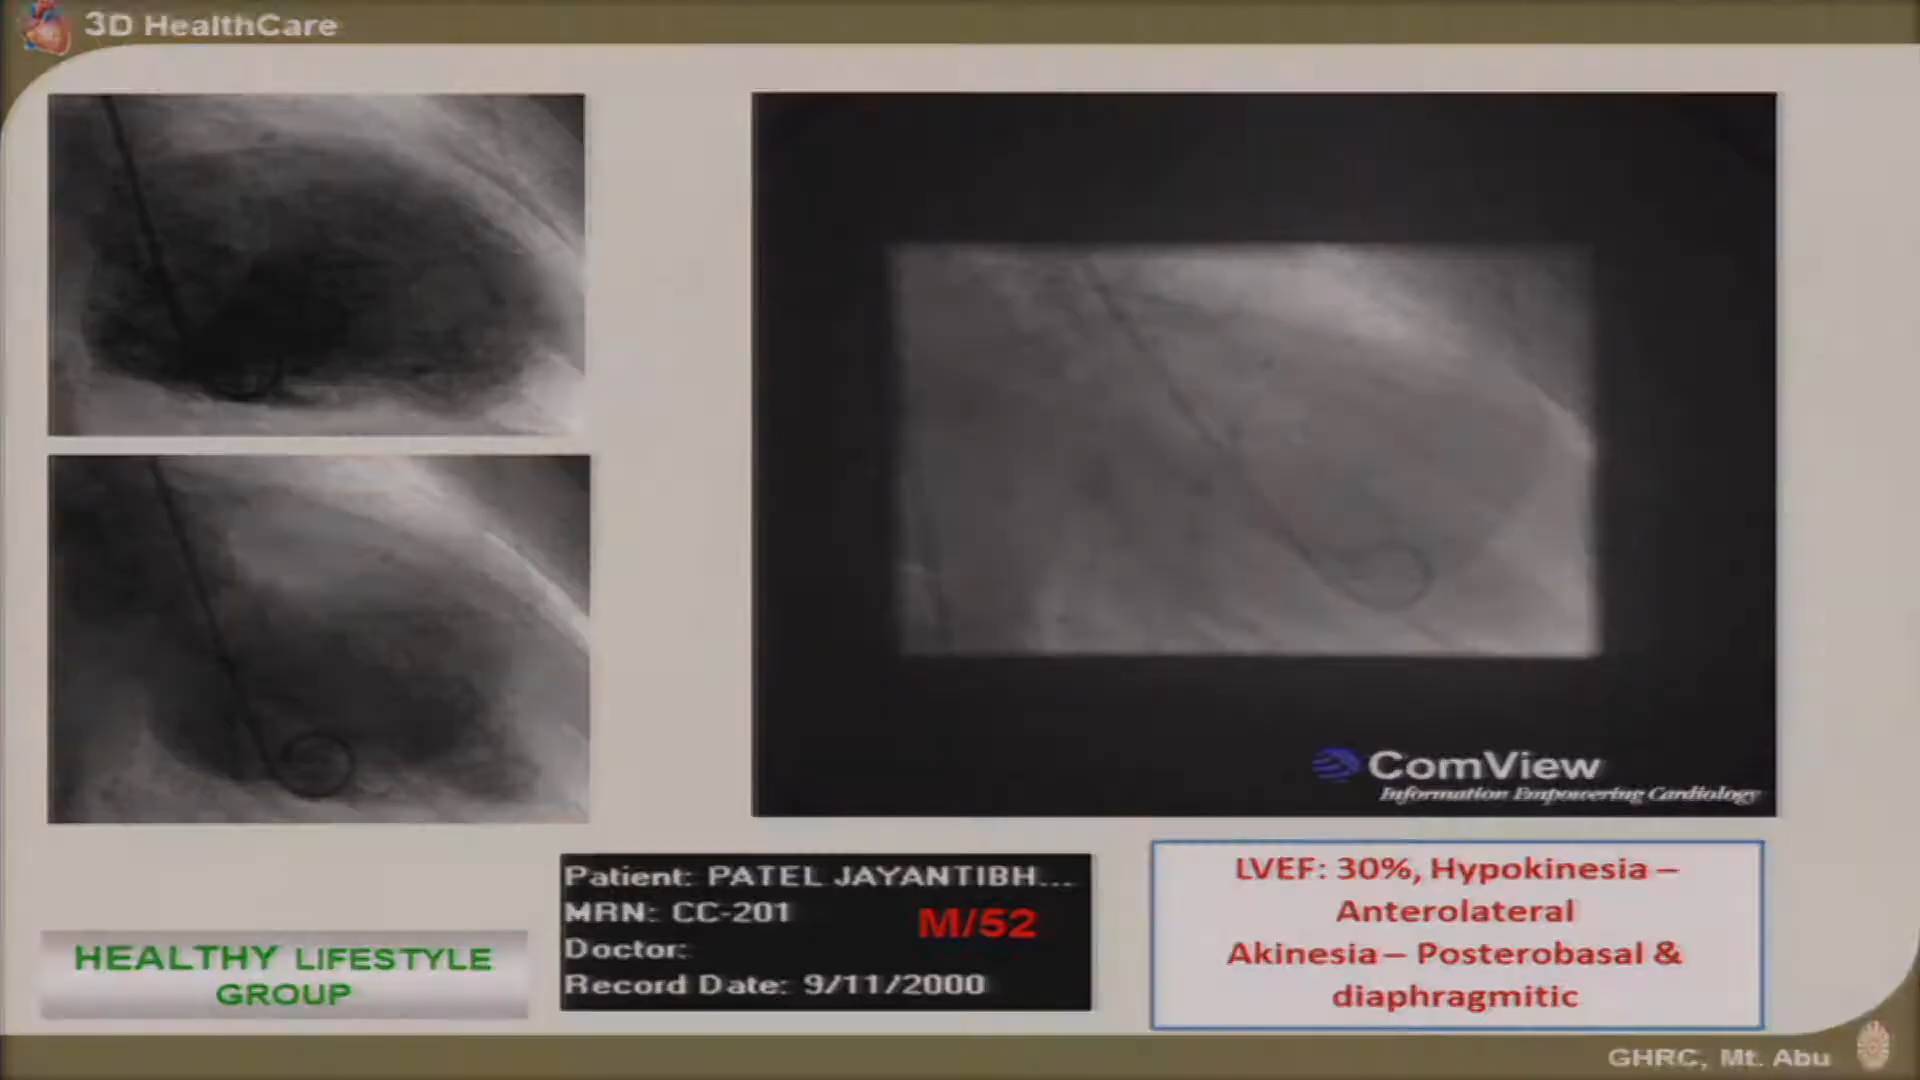 3D HealthCare
ComView
Information Empowering Cardiology
Patient: PATEL JAYANTIBH...
MRN: CC-201
M/52
Doctor:
Record Date: 9/11/2000
HEALTHY LIFESTYLE
GROUP
LVEF: 30%, Hypokinesia –
Anterolateral
Akinesia – Posterobasal &
diaphragmitic
GHRC, Mt. Abu